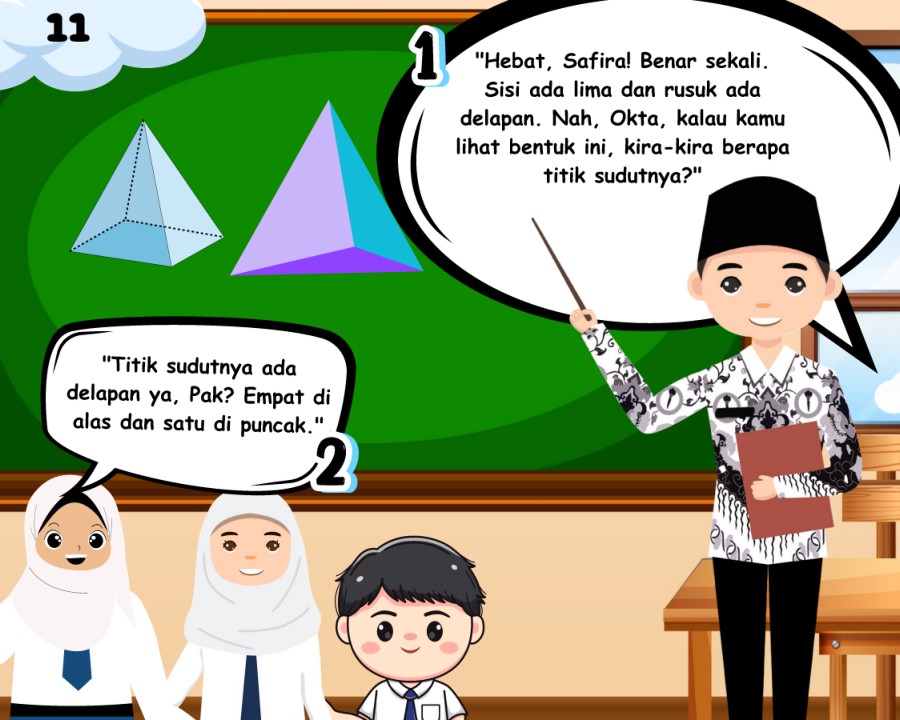 11
1
"Hebat, Safira! Benar sekali.
Sisi ada lima dan rusuk ada
delapan. Nah, Okta, kalau kamu
lihat bentuk ini, kira-kira berapa
titik sudutnya?"
"Titik sudutnya ada
delapan ya, Pak? Empat di
alas dan satu di puncak."
2